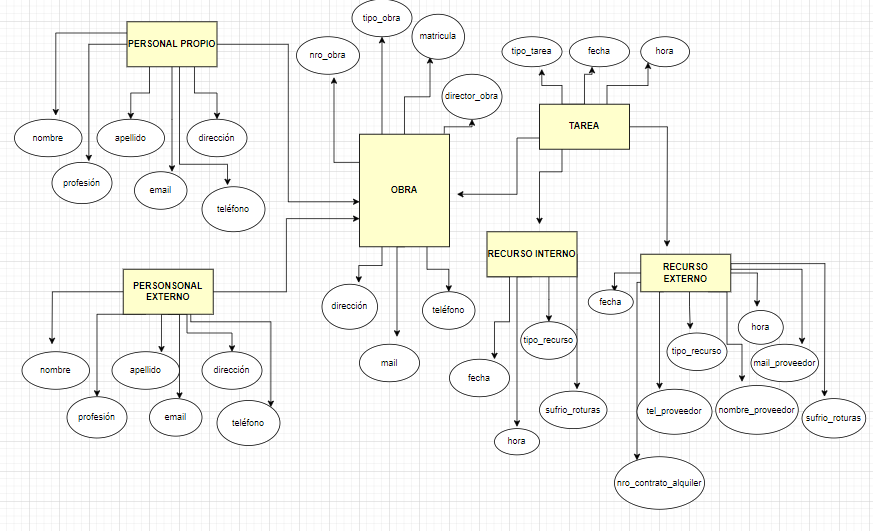 tipo_obra
matricula
nro_obra
director_obra
PERSONAL PROPIO
nombre
apellido
dirección
profesión
email
teléfono
OBRA
dirección
teléfono
mail
tipo_tarea
fecha
hora
TAREA
RECURSO INTERNO
fecha
tipo_recurso
sufrio_roturas
hora
RECURSO
EXTERNO
fecha
hora
tipo_recurso
mail_proveedor
tel_proveedor
nombre_proveedor
sufrio_roturas
nro_contrato_alquiler
PERSONSONAL
EXTERNO
nombre
apellido
dirección
profesión
email
teléfono